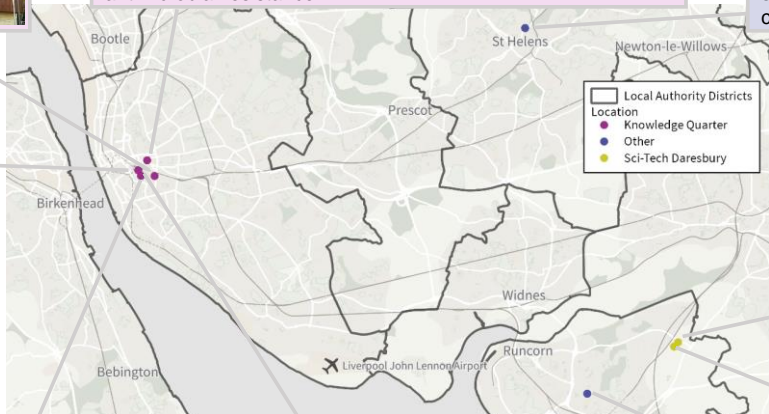 Bootle
St Helens
Newton-le-Willows
Prescot
Local Authority Districts
Location
Knowledge Quarter
Other
Sci-Tech Daresbury
Birkenhead
Widnes
Runcorn
Liverpool John Lennon Airport
Bebington